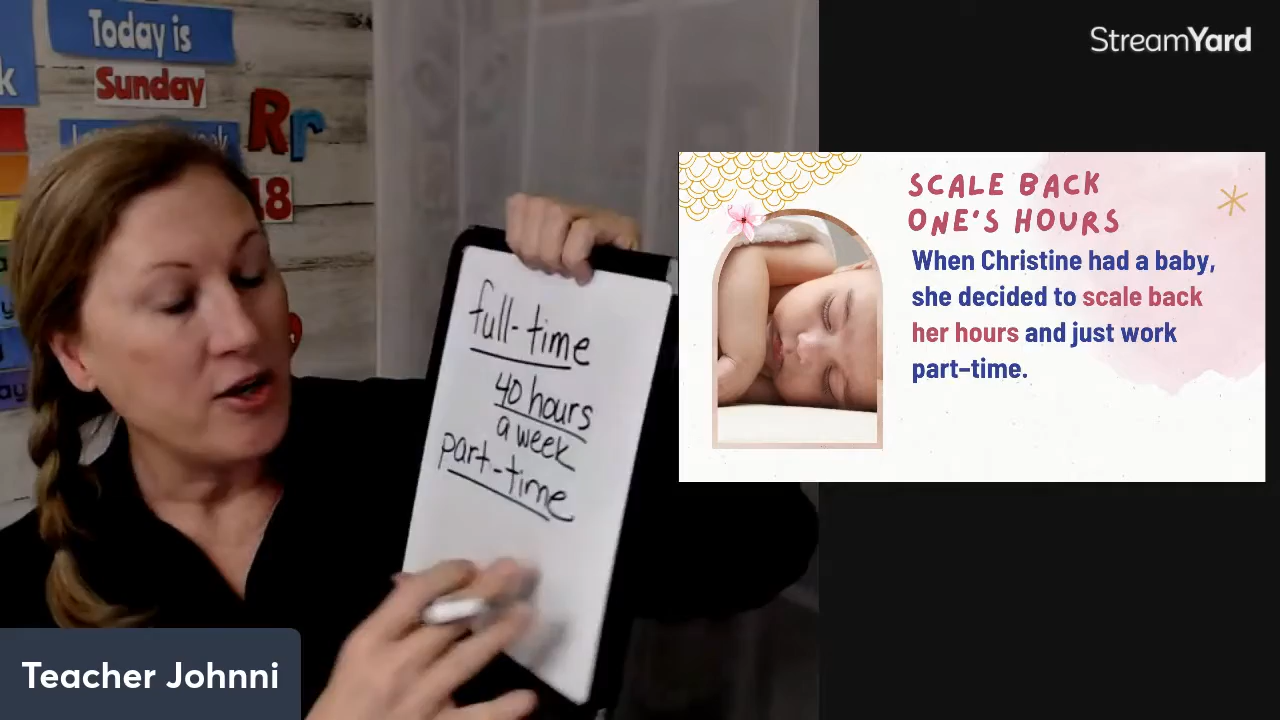 Today is
Sunday
Rr
18
full-time
40 hours
a week
part-time
StreamYard
SCALE BACK
ONE'S HOURS
When Christine had a baby,
she decided to scale back
her hours and just work
part-time.
Teacher Johnni